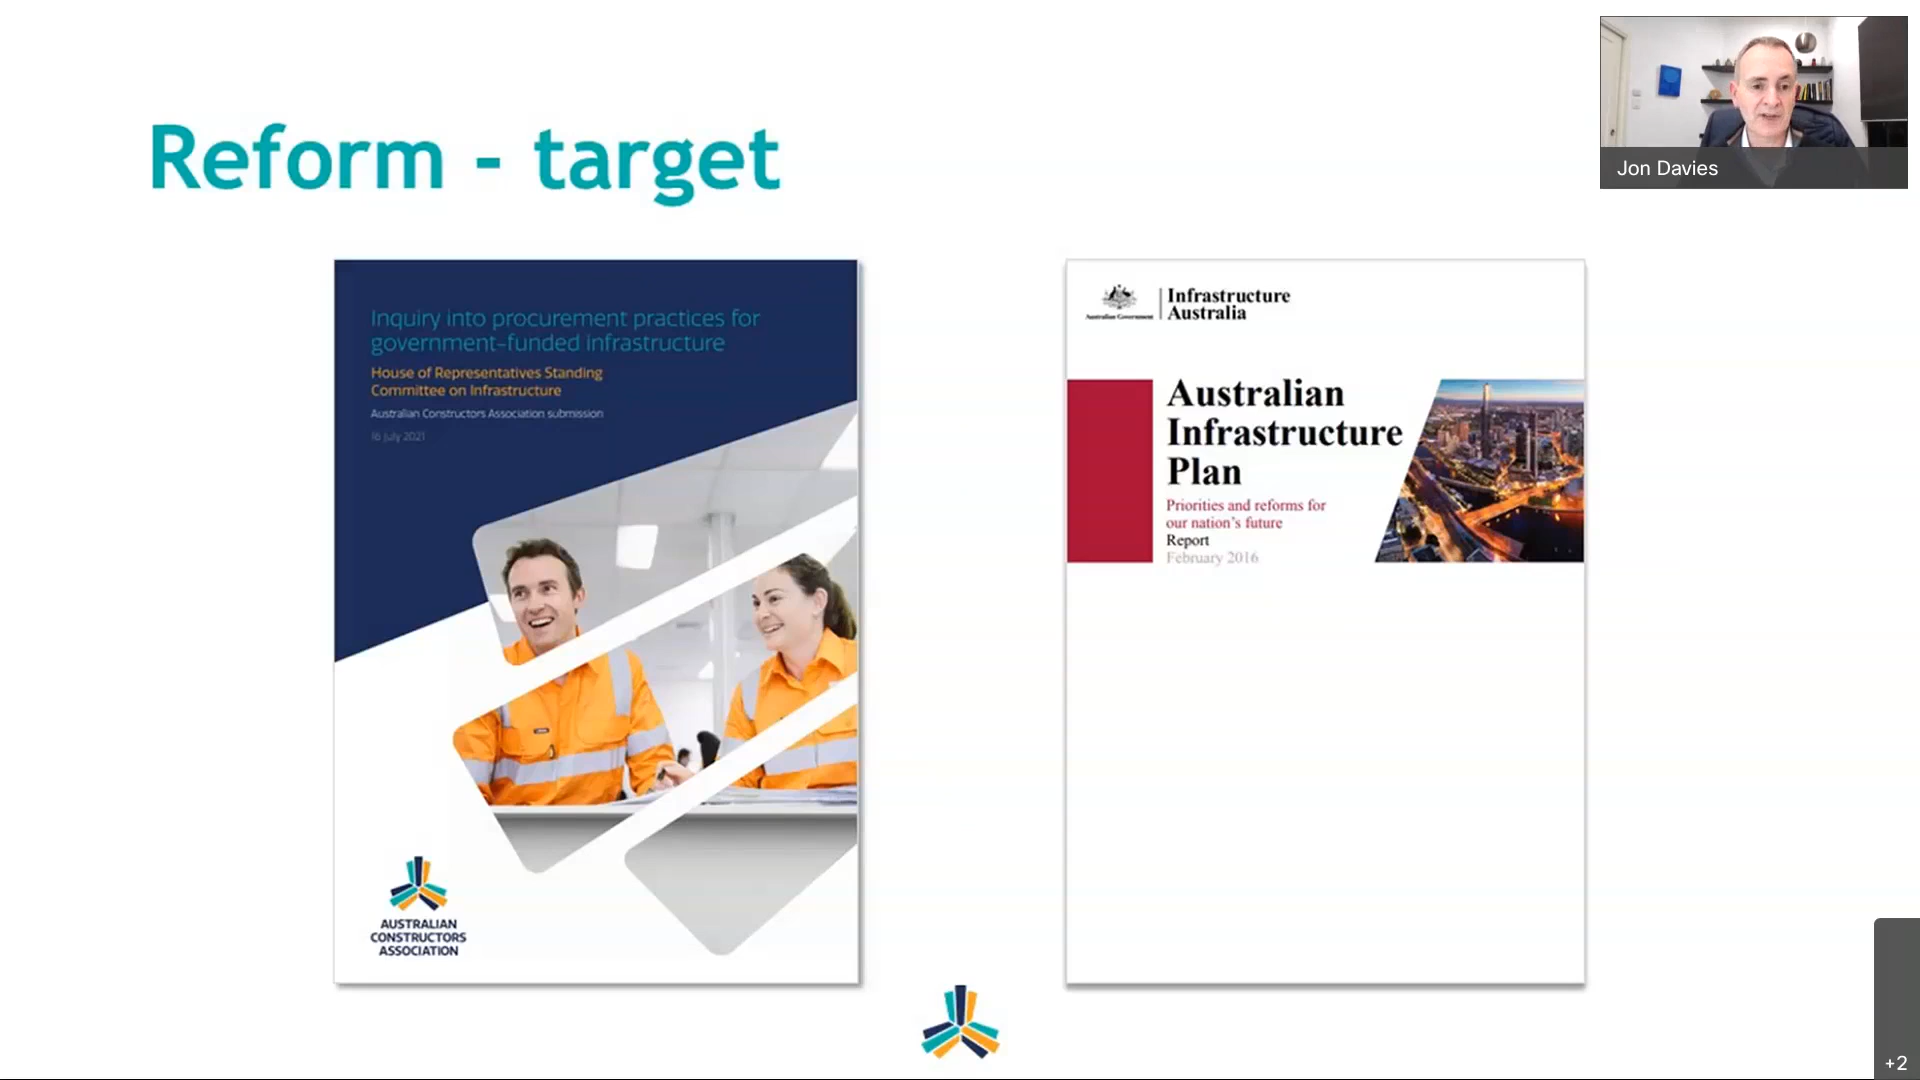 Reform - target
Jon Davies
Inquiry into procurement practices for
government-funded infrastructure
House of Representatives Standing
Committee on Infrastructure
Australian Constructors Association submission
16 July 2021
AUSTRALIAN
CONSTRUCTORS
ASSOCIATION
Australian Government
Infrastructure
Australia
Australian
Infrastructure
Plan
Priorities and reforms for
our nation's future
Report
February 2016
+2